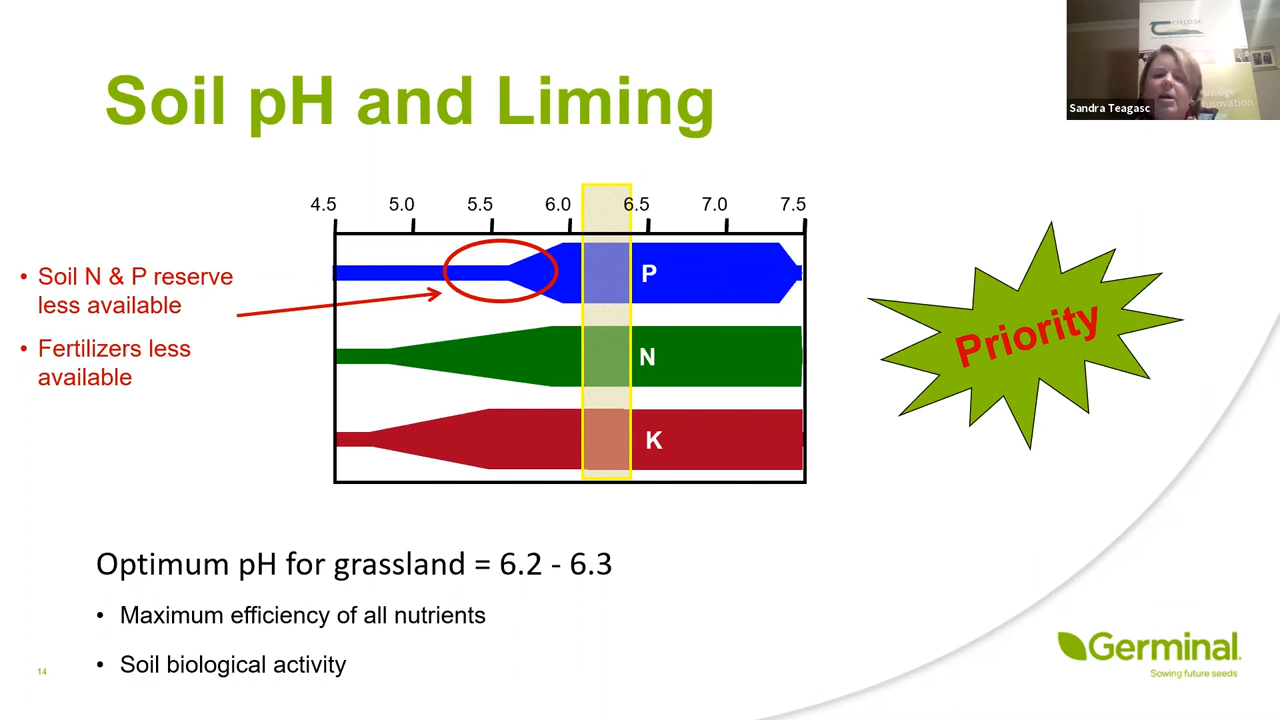 Soil pH and Liming
Sandra Teagasc
4.5 5.0 5.5 6.0 6.5 7.0 7.5
• Soil N & P reserve
less available
• Fertilizers less
available
P
N
K
Priority
Optimum pH for grassland = 6.2 - 6.3
• Maximum efficiency of all nutrients
• Soil biological activity
14
Germinal
Sowing future seeds